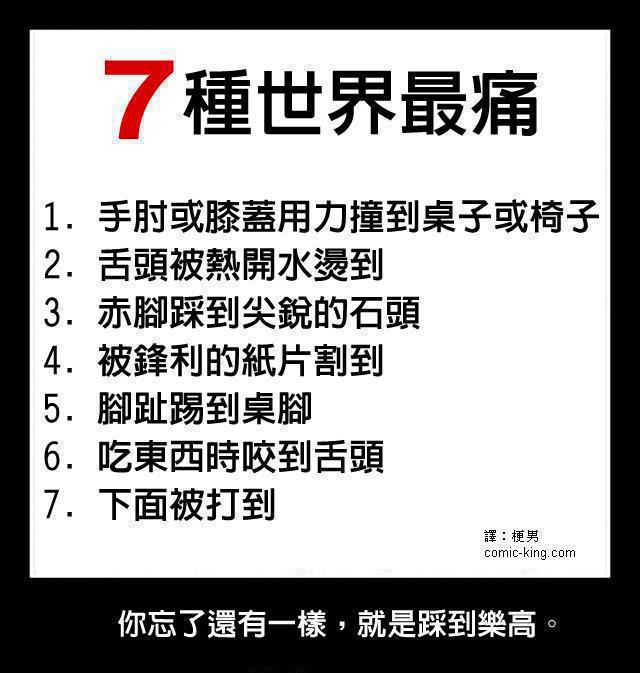 7種世界最痛
1. 手肘或膝蓋用力撞到桌子或椅子
2. 舌頭被熱開水燙到
3. 赤腳踩到尖銳的石頭
4. 被鋒利的紙片割到
5. 腳趾踢到桌腳
6. 吃東西時咬到舌頭
7. 下面被打到
譯：梗男
comic-king.com
你忘了還有一樣，就是踩到樂高。